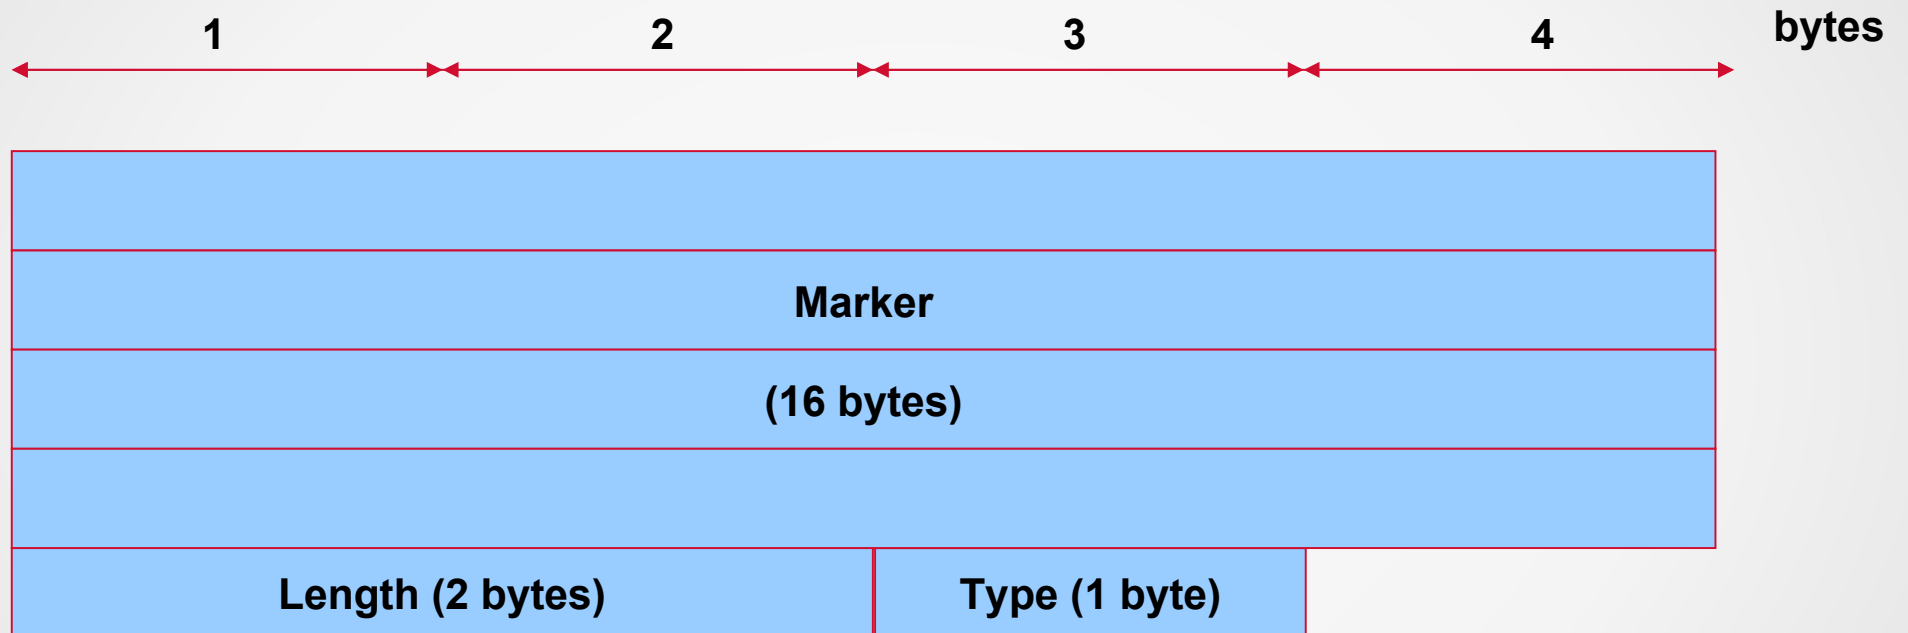 1 2 3 4 bytes
Marker
(16 bytes)
Length (2 bytes) Type (1 byte)